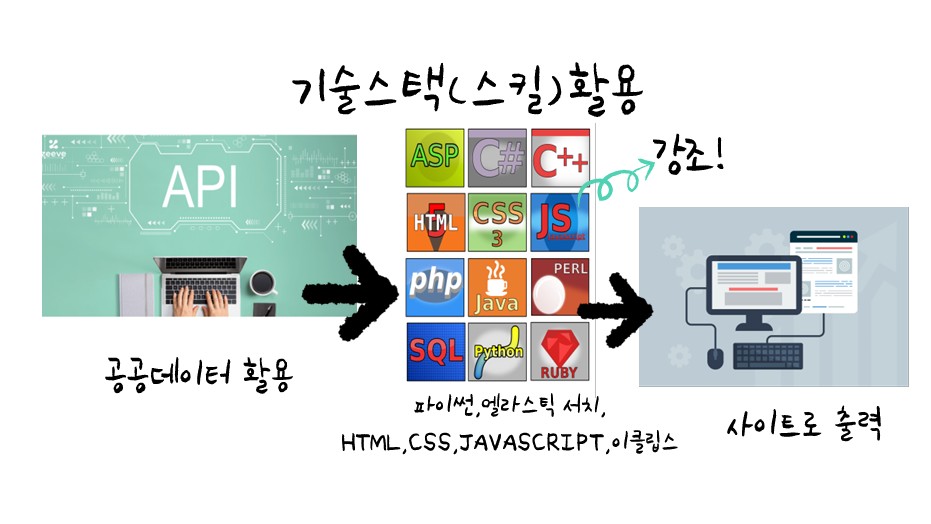 기술스택(스킬)활용
강조!
zeeve
API
ASP
C#
C++
HTML
5
CSS
3
JS
php
Java
PERL
SQL
Python
RUBY
공공데이터 활용
파이썬,엘라스틱 서치,
HTML,CSS,JAVASCRIPT,이클립스
사이트로 출력